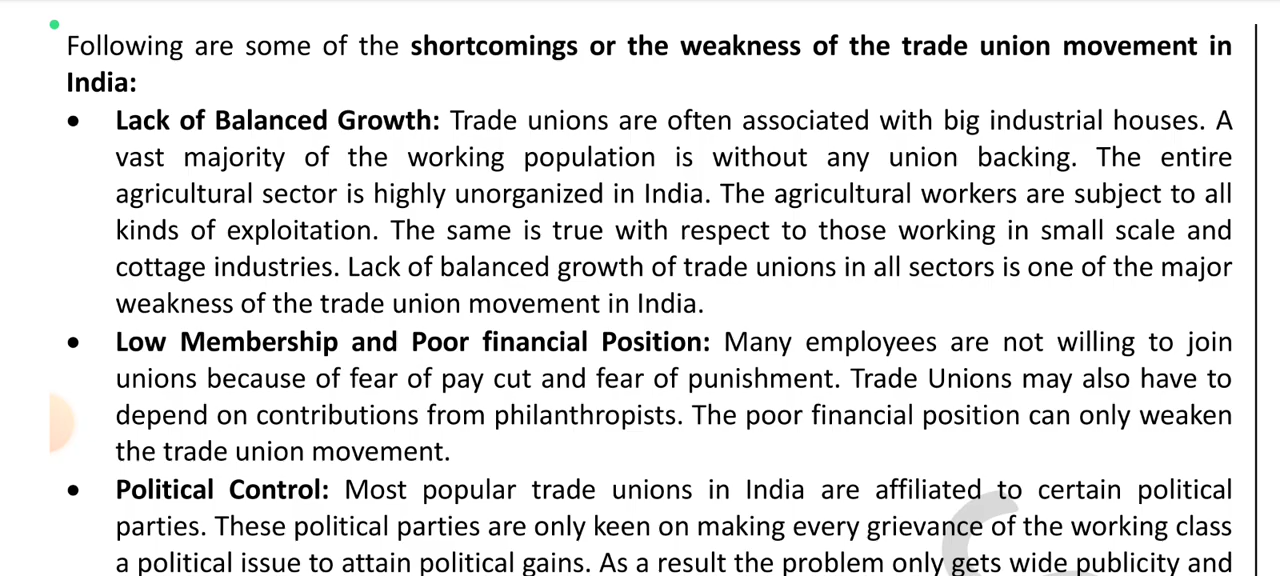 Following are some of the shortcomings or the weakness of the trade union movement in
India:
• Lack of Balanced Growth: Trade unions are often associated with big industrial houses. A
vast majority of the working population is without any union backing. The entire
agricultural sector is highly unorganized in India. The agricultural workers are subject to all
kinds of exploitation. The same is true with respect to those working in small scale and
cottage industries. Lack of balanced growth of trade unions in all sectors is one of the major
weakness of the trade union movement in India.
• Low Membership and Poor financial Position: Many employees are not willing to join
unions because of fear of pay cut and fear of punishment. Trade Unions may also have to
depend on contributions from philanthropists. The poor financial position can only weaken
the trade union movement.
• Political Control: Most popular trade unions in India are affiliated to certain political
parties. These political parties are only keen on making every grievance of the working class
a political issue to attain political gains. As a result the problem only gets wide publicity and